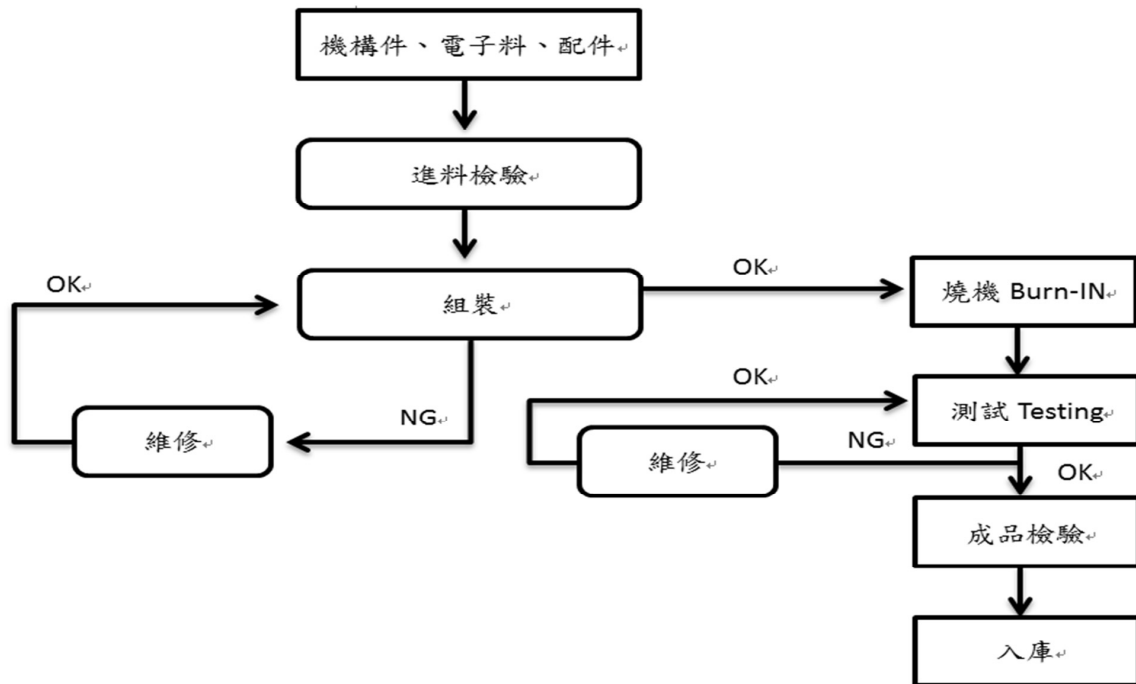 機構件、電子料、配件
進料檢驗
OK
組裝
OK
燒機 Burn-IN
NG
維修
OK
測試 Testing
NG
維修
OK
成品檢驗
入庫